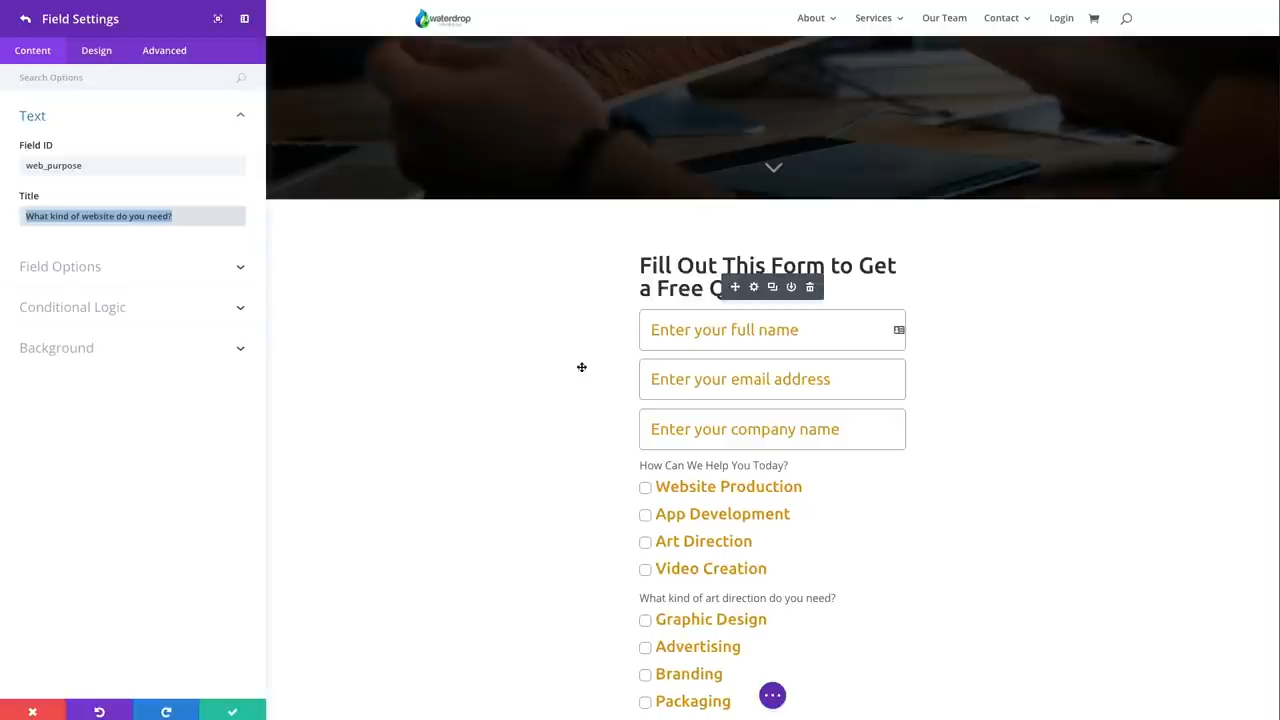 Field Settings
Content Design Advanced
Search Options
Text
Field ID
web_purpose
Title
What kind of website do you need?
Field Options
Conditional Logic
Background
waterdrop
About Services Our Team Contact Login
Fill Out This Form to Get
a Free Q
Enter your full name
Enter your email address
Enter your company name
How Can We Help You Today?
Website Production
App Development
Art Direction
Video Creation
What kind of art direction do you need?
Graphic Design
Advertising
Branding
Packaging